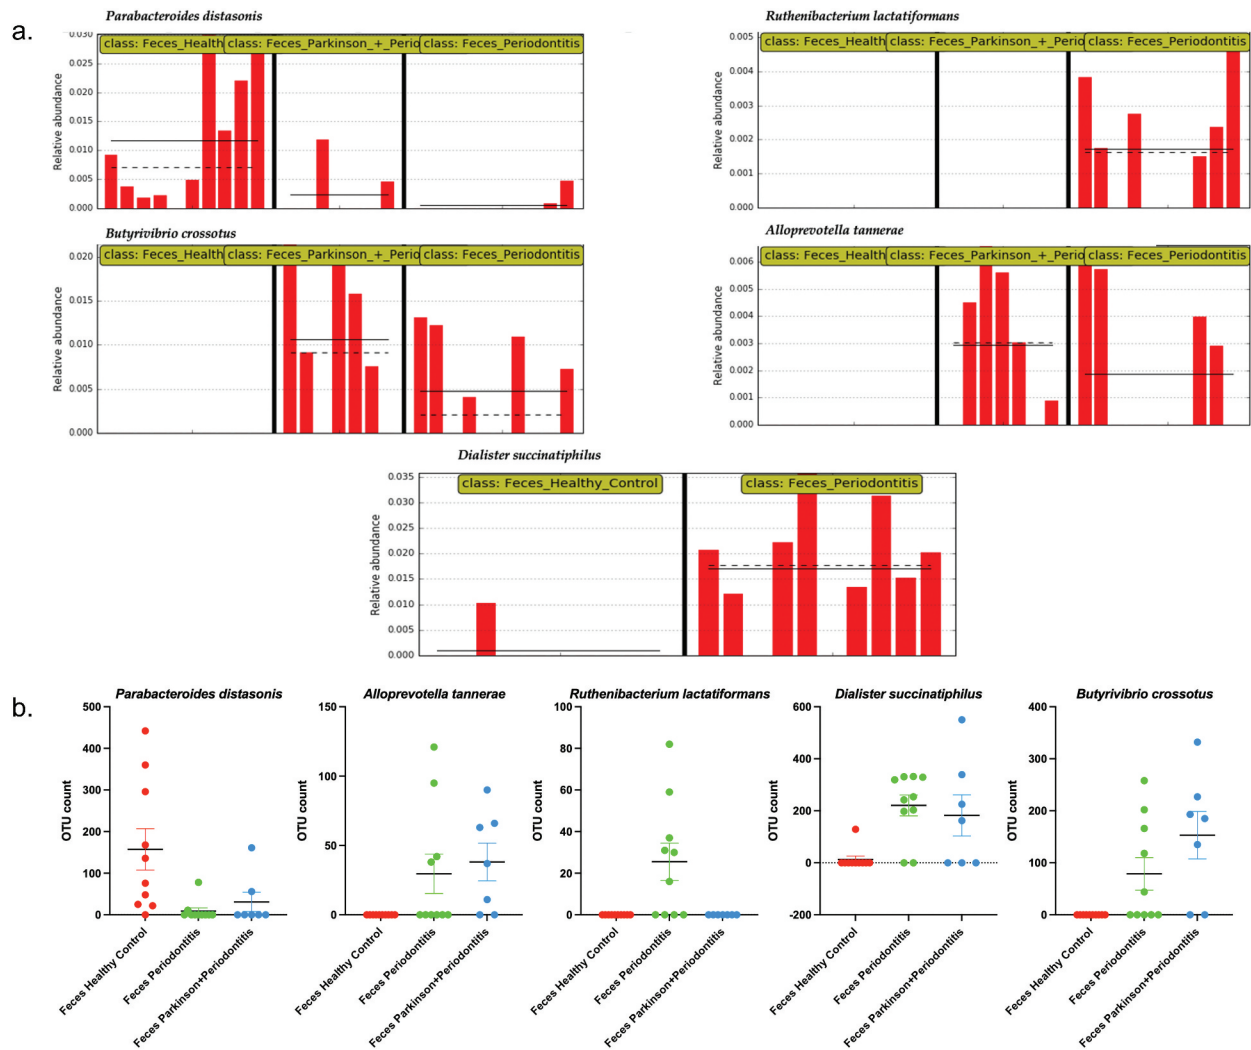 a.
Parabacteroides distasonis
Relative abundance
0.030
0.025
0.020
0.015
0.010
0.005
0.000
class: Feces_Health
class: Feces_Parkinson_+_Perio
class: Feces_Periodontitis
Ruthenibacterium lactatiformans
Relative abundance
0.005
0.004
0.003
0.002
0.001
0.000
class: Feces_Health
class: Feces_Parkinson_+_Perio
class: Feces_Periodontitis
Butyrivibrio crossotus
Relative abundance
0.020
0.015
0.010
0.005
0.000
class: Feces_Health
class: Feces_Parkinson_+_Perio
class: Feces_Periodontitis
Alloprevotella tannerae
Relative abundance
0.006
0.005
0.004
0.003
0.002
0.001
0.000
class: Feces_Health
class: Feces_Parkinson_+_Perio
class: Feces_Periodontitis
Dialister succinatiphilus
Relative abundance
0.035
0.030
0.025
0.020
0.015
0.010
0.005
0.000
class: Feces_Healthy_Control
class: Feces_Periodontitis
b.
Parabacteroides distasonis
OTU count
500
400
300
200
100
0
Feces Healthy Control
Feces Periodontitis
Feces Parkinson+Periodontitis
Alloprevotella tannerae
OTU count
150
100
50
0
Feces Healthy Control
Feces Periodontitis
Feces Parkinson+Periodontitis
Ruthenibacterium lactatiformans
OTU count
100
80
60
40
20
0
Feces Healthy Control
Feces Periodontitis
Feces Parkinson+Periodontitis
Dialister succinatiphilus
OTU count
600
400
200
0
-200
Feces Healthy Control
Feces Periodontitis
Feces Parkinson+Periodontitis
Butyrivibrio crossotus
OTU count
400
300
200
100
0
Feces Healthy Control
Feces Periodontitis
Feces Parkinson+Periodontitis